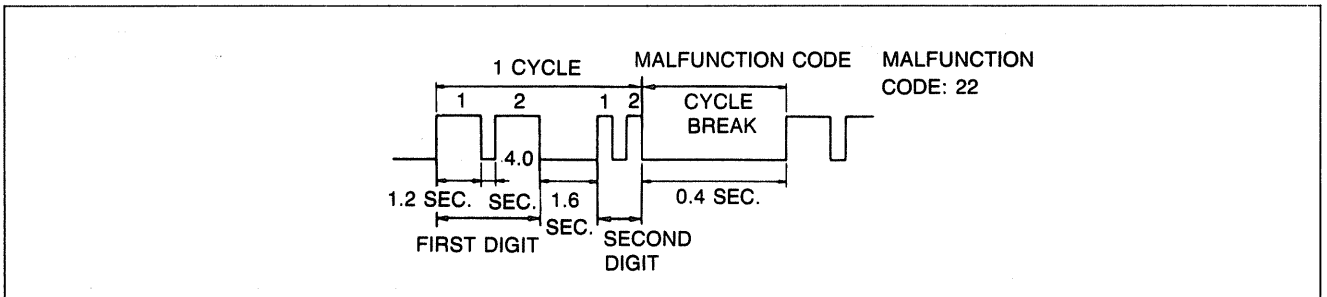 1 CYCLE
MALFUNCTION CODE
MALFUNCTION
CODE: 22
1
2
1
2
CYCLE
BREAK
4.0
1.2 SEC.
SEC.
1.6
SEC.
0.4 SEC.
FIRST DIGIT
SECOND
DIGIT